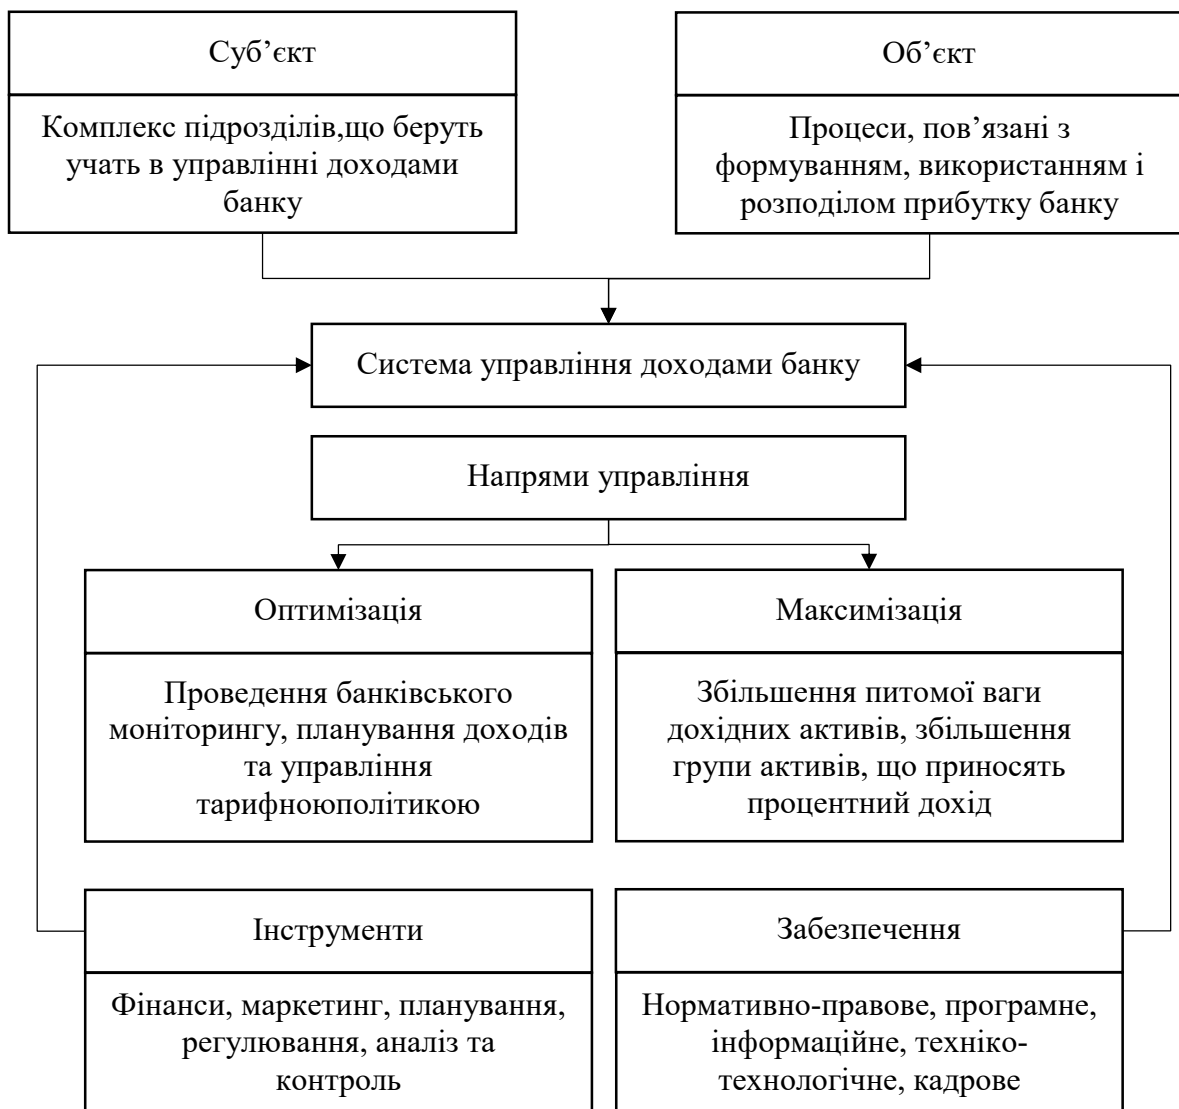 Суб’єкт
Комплекс підрозділів,що беруть
учать в управлінні доходами
банку
Об’єкт
Процеси, пов’язані з
формуванням, використанням і
розподілом прибутку банку
Система управління доходами банку
Напрями управління
Оптимізація
Проведення банківського
моніторингу, планування доходів
та управління
тарифноюполітикою
Максимізація
Збільшення питомої ваги
дохідних активів, збільшення
групи активів, що приносять
процентний дохід
Інструменти
Фінанси, маркетинг, планування,
регулювання, аналіз та
контроль
Забезпечення
Нормативно-правове, програмне,
інформаційне, техніко-
технологічне, кадрове